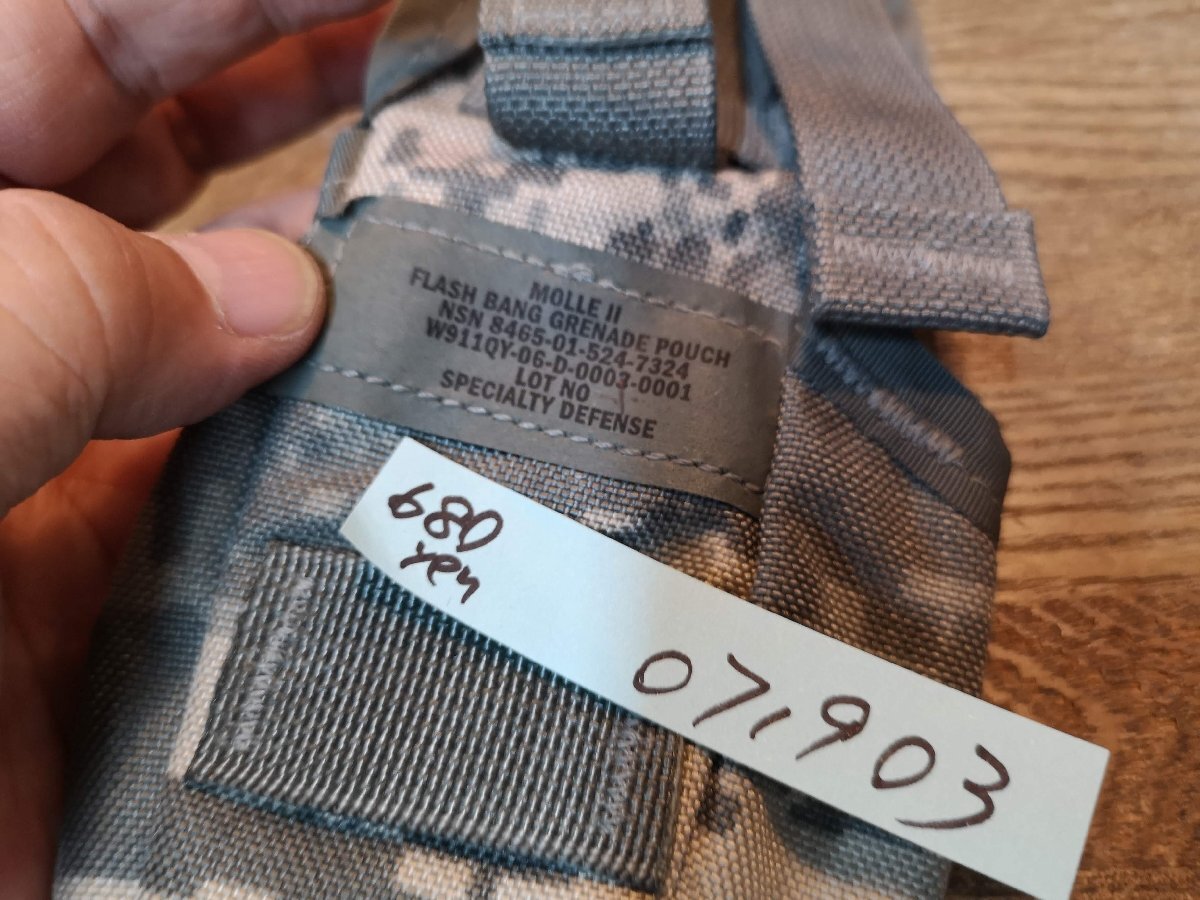 MOLLE II
FLASH BANG GRENADE POUCH
NSN 8465-01-524-7324
W911QY-06-D-0003-0001
LOT NO
SPECIALTY DEFENSE
680
yen
071903